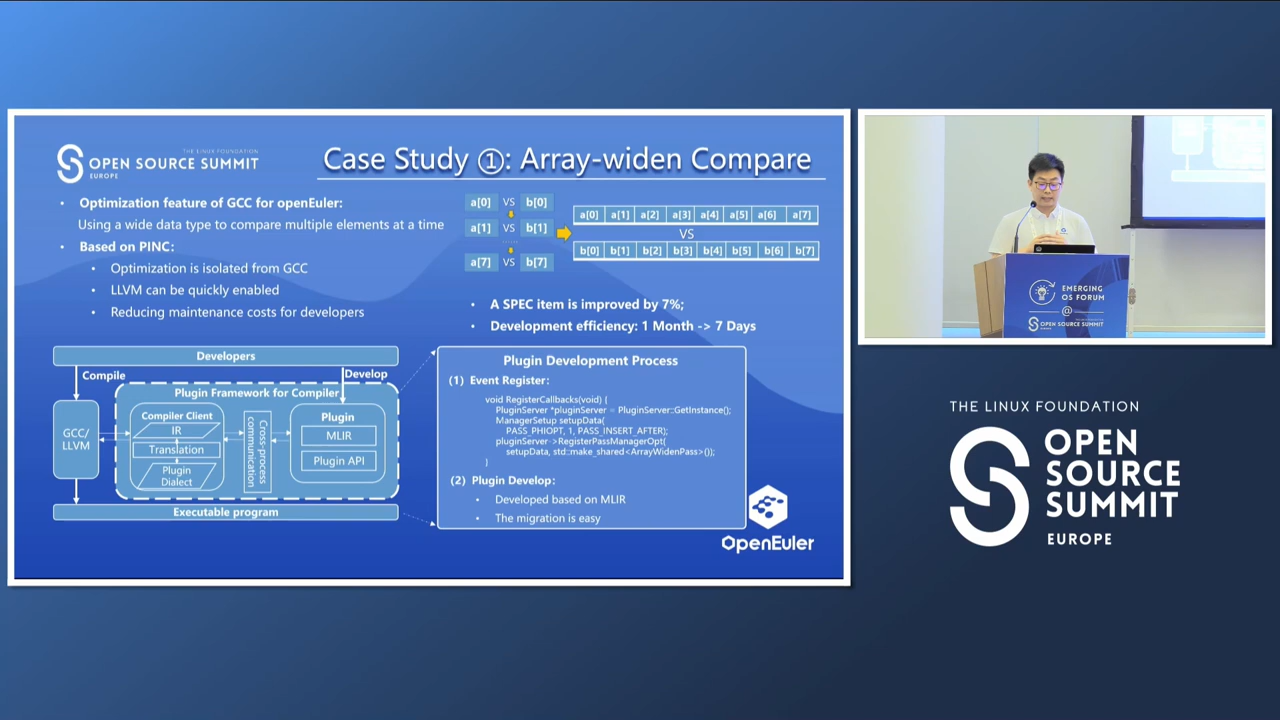 THE LINUX FOUNDATION
OPEN SOURCE SUMMIT
EUROPE
Case Study ①: Array-widen Compare
• Optimization feature of GCC for openEuler:
Using a wide data type to compare multiple elements at a time
• Based on PINC:
• Optimization is isolated from GCC
• LLVM can be quickly enabled
• Reducing maintenance costs for developers
a[0] VS b[0]
a[1] VS b[1]
......
a[7] VS b[7]
a[0] a[1] a[2] a[3] a[4] a[5] a[6] a[7]
VS
b[0] b[1] b[2] b[3] b[4] b[5] b[6] b[7]
• A SPEC item is improved by 7%;
• Development efficiency: 1 Month -> 7 Days
Developers
Compile
Develop
Plugin Framework for Compiler
GCC/
LLVM
Compiler Client
IR
Translation
Plugin
Dialect
Cross-process
communication
Plugin
MLIR
Plugin API
Executable program
Plugin Development Process
(1) Event Register:
void RegisterCallbacks(void) {
PluginServer *pluginServer = PluginServer::GetInstance();
ManagerSetup setupData(
PASS_PHIOPT, 1, PASS_INSERT_AFTER);
pluginServer->RegisterPassManagerOpt(
setupData, std::make_shared<ArrayWidenPass>());
}
(2) Plugin Develop:
• Developed based on MLIR
• The migration is easy
OpenEuler
EMERGING
OS FORUM
@
OPEN SOURCE SUMMIT
THE LINUX FOUNDATION
OPEN
SOURCE
SUMMIT
EUROPE